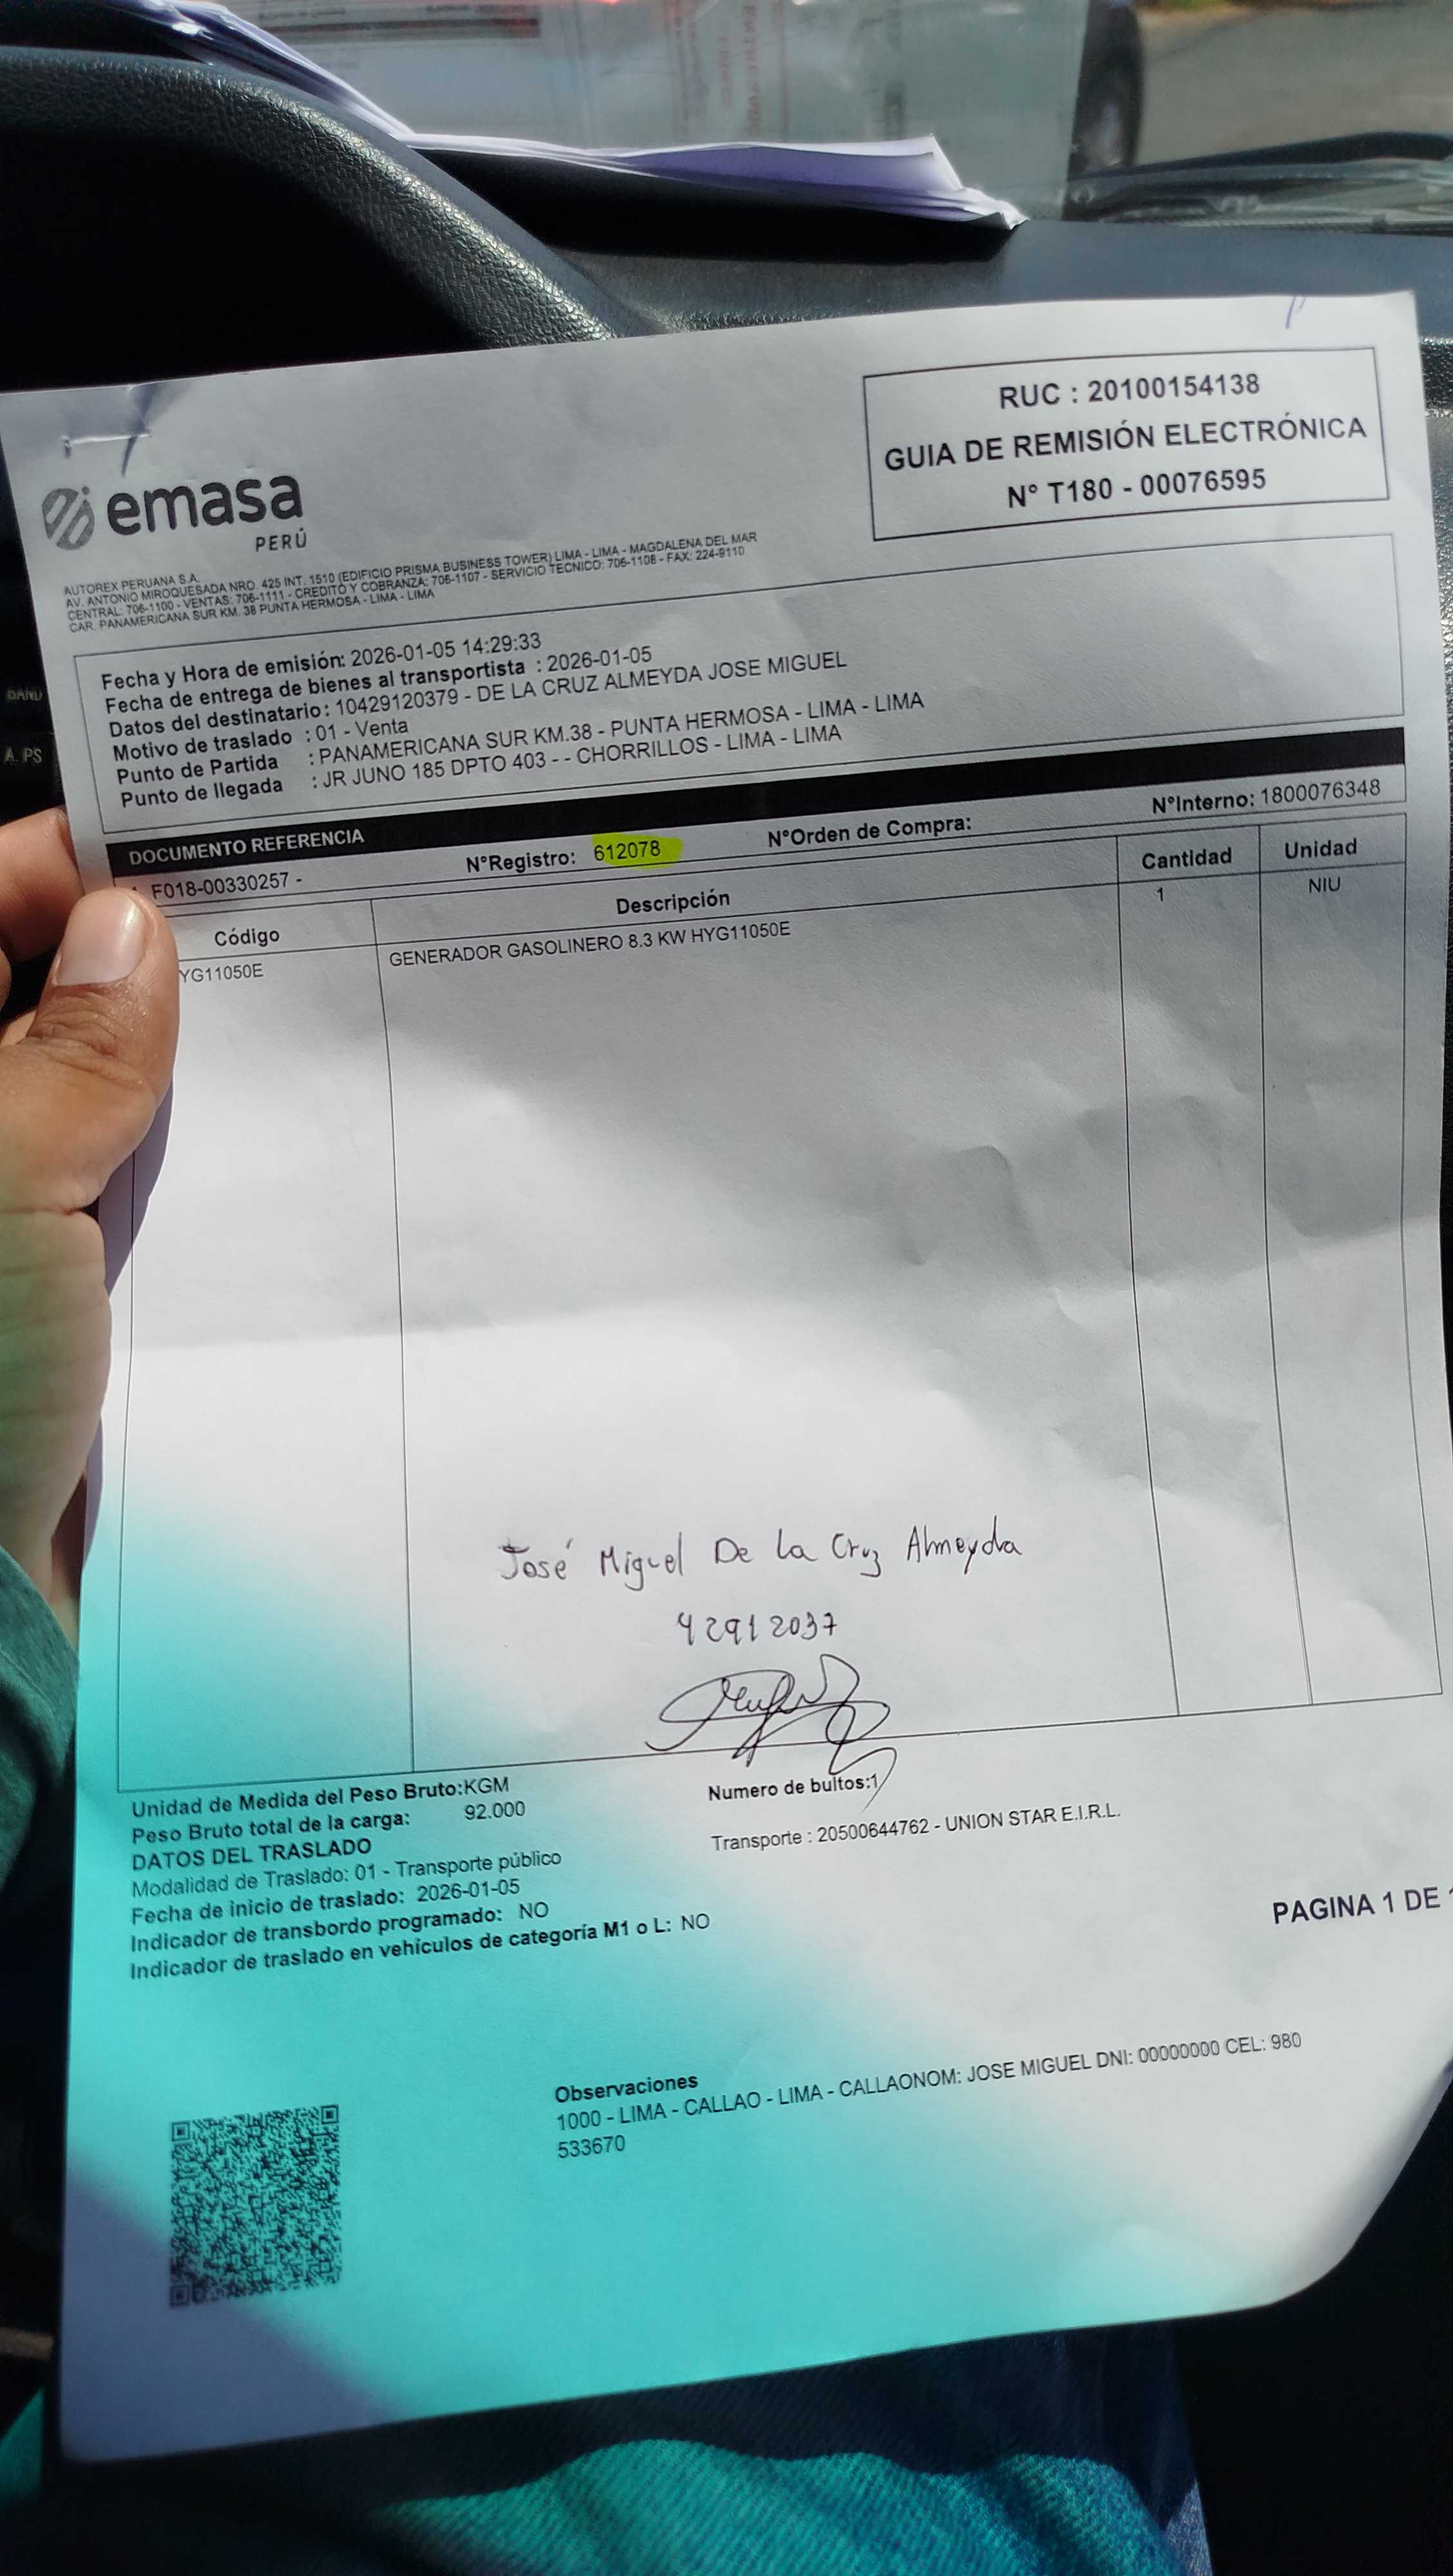 RUC : 20100154138
GUIA DE REMISIÓN ELECTRÓNICA
N° T180 - 00076595
emasa
PERÚ
AUTOREX PERUANA S.A.
AV. ANTONIO MIROQUESADA NRO. 425 INT. 1510 (EDIFICIO PRISMA BUSINESS TOWER) LIMA - LIMA - MAGDALENA DEL MAR
CENTRAL: 706-1100 - VENTAS: 706-1111 - CREDITO Y COBRANZA: 706-1107 - SERVICIO TECNICO: 706-1108 - FAX: 224-9110
CAR. PANAMERICANA SUR KM. 38 PUNTA HERMOSA - LIMA - LIMA
Fecha y Hora de emisión: 2026-01-05 14:29:33
Fecha de entrega de bienes al transportista : 2026-01-05
Datos del destinatario : 10429120379 - DE LA CRUZ ALMEYDA JOSE MIGUEL
Motivo de traslado : 01 - Venta
Punto de Partida : PANAMERICANA SUR KM.38 - PUNTA HERMOSA - LIMA - LIMA
Punto de llegada : JR JUNO 185 DPTO 403 - - CHORRILLOS - LIMA - LIMA
DOCUMENTO REFERENCIA
: F018-00330257 - N°Registro: 612078 N°Orden de Compra: N°Interno: 1800076348
Código Descripción Cantidad Unidad
YG11050E GENERADOR GASOLINERO 8.3 KW HYG11050E 1 NIU
José Miguel De La Cruz Almeyda
42912037
Unidad de Medida del Peso Bruto:KGM Numero de bultos:1
Peso Bruto total de la carga: 92.000
DATOS DEL TRASLADO Transporte : 20500644762 - UNION STAR E.I.R.L.
Modalidad de Traslado: 01 - Transporte público
Fecha de inicio de traslado: 2026-01-05
Indicador de transbordo programado: NO
Indicador de traslado en vehículos de categoría M1 o L: NO
PAGINA 1 DE 1
Observaciones
1000 - LIMA - CALLAO - LIMA - CALLAONOM: JOSE MIGUEL DNI: 00000000 CEL: 980
533670
BAND
A. PS